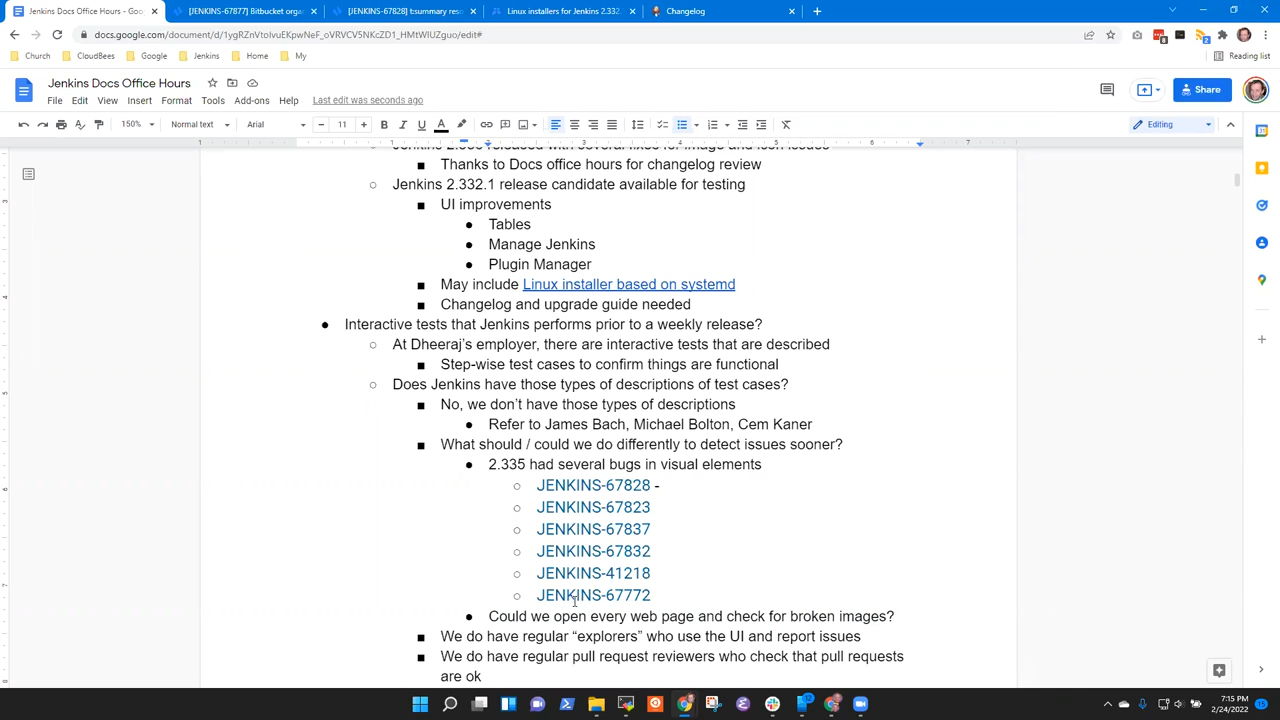 Jenkins Docs Office Hours - Goo
[JENKINS-67877] Bitbucket orga
[JENKINS-67828] t:summary reso
Linux installers for Jenkins 2.332.
Changelog
docs.google.com/document/d/1ygRZnVtoIvuEKpwNeF_oVRVCV5NKcZD1_HMtWIUZguo/edit#
Church
CloudBees
Google
Jenkins
Home
My
Reading list
Jenkins Docs Office Hours
File Edit View Insert Format Tools Add-ons Help Last edit was seconds ago
Share
150% Normal text Arial 11 Editing
■ Thanks to Docs office hours for changelog review
○ Jenkins 2.332.1 release candidate available for testing
■ UI improvements
● Tables
● Manage Jenkins
● Plugin Manager
■ May include Linux installer based on systemd
■ Changelog and upgrade guide needed
● Interactive tests that Jenkins performs prior to a weekly release?
○ At Dheeraj's employer, there are interactive tests that are described
■ Step-wise test cases to confirm things are functional
○ Does Jenkins have those types of descriptions of test cases?
■ No, we don't have those types of descriptions
● Refer to James Bach, Michael Bolton, Cem Kaner
■ What should / could we do differently to detect issues sooner?
● 2.335 had several bugs in visual elements
○ JENKINS-67828 -
○ JENKINS-67823
○ JENKINS-67837
○ JENKINS-67832
○ JENKINS-41218
○ JENKINS-67772
● Could we open every web page and check for broken images?
■ We do have regular “explorers” who use the UI and report issues
■ We do have regular pull request reviewers who check that pull requests
are ok
7:15 PM
2/24/2022